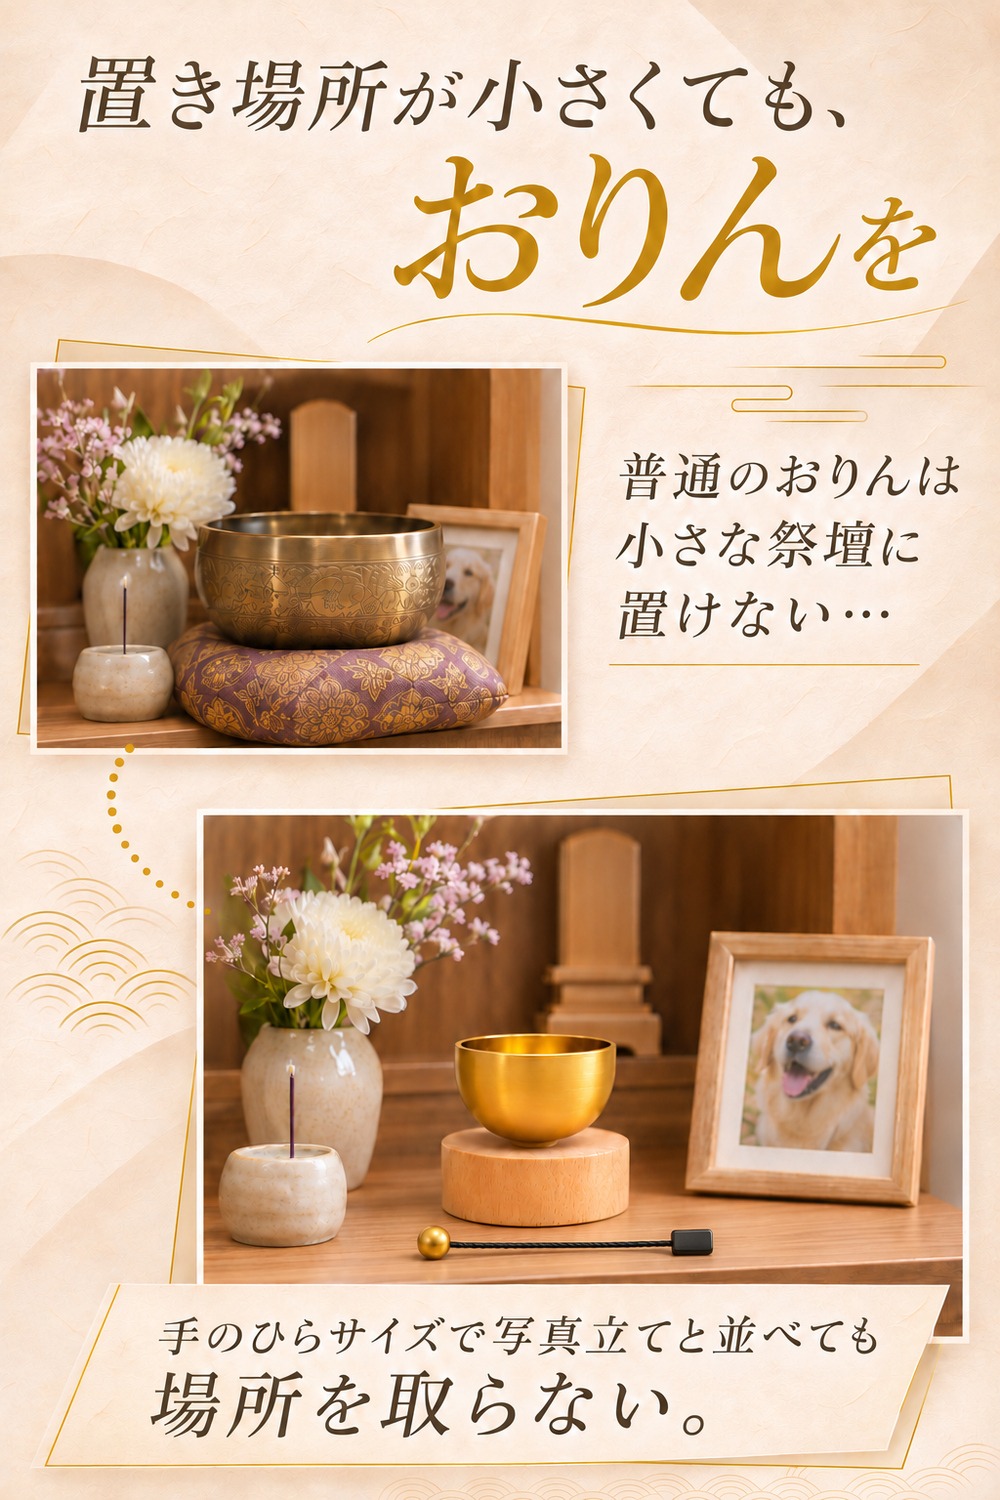 置き場所が小さくても、
おりんを
普通のおりんは
小さな祭壇に
置けない…
手のひらサイズで写真立てと並べても
場所を取らない。